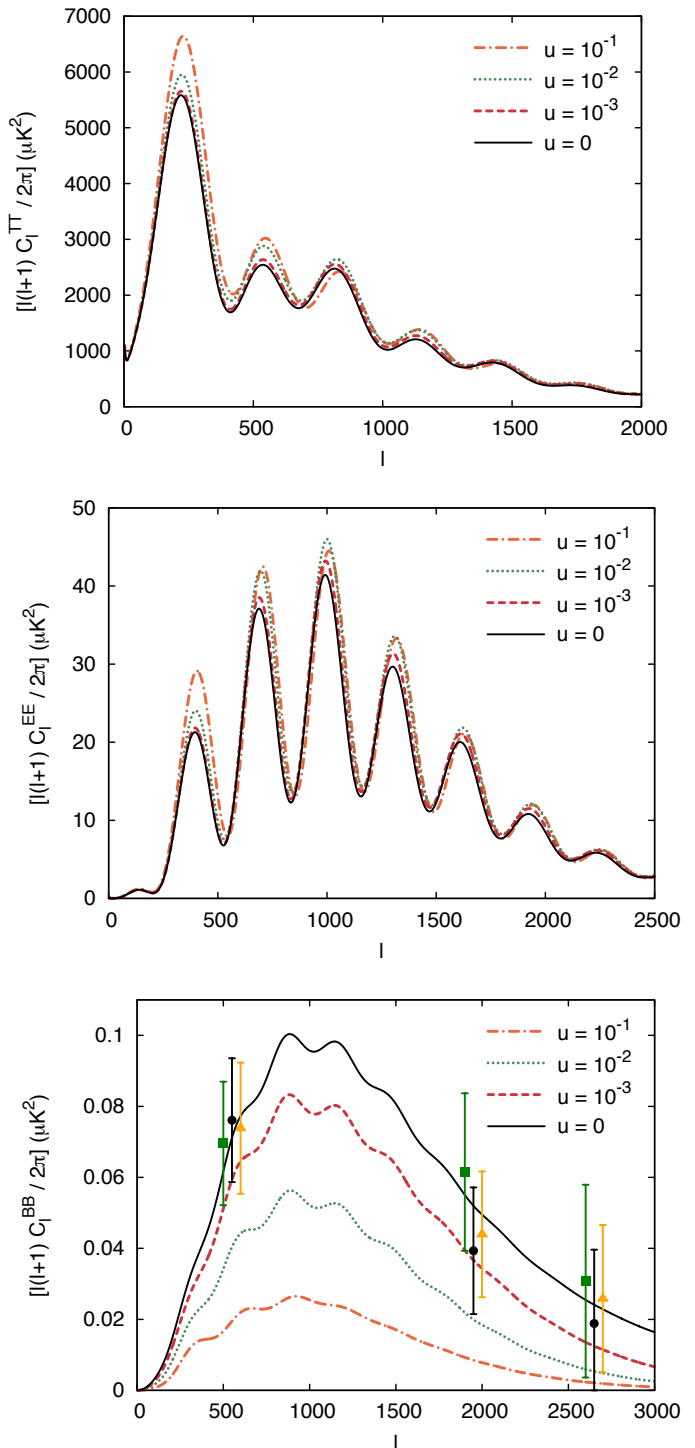 [l(l+1) C_l^TT / 2π] (μK²)
7000
6000
5000
4000
3000
2000
1000
0
u = 10⁻¹
u = 10⁻²
u = 10⁻³
u = 0
0 500 1000 1500 2000
l
[l(l+1) C_l^EE / 2π] (μK²)
50
40
30
20
10
0
u = 10⁻¹
u = 10⁻²
u = 10⁻³
u = 0
0 500 1000 1500 2000 2500
l
[l(l+1) C_l^BB / 2π] (μK²)
0.1
0.08
0.06
0.04
0.02
0
u = 10⁻¹
u = 10⁻²
u = 10⁻³
u = 0
0 500 1000 1500 2000 2500 3000
l